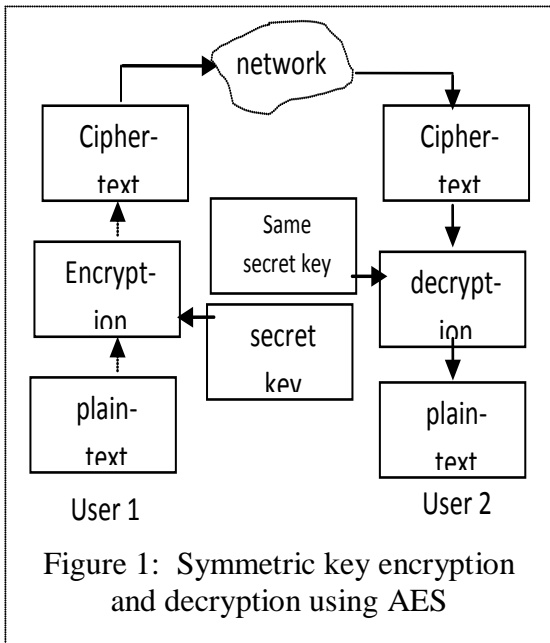 network
Cipher-
text
Cipher-
text
Same
secret key
Encrypt-
ion
decrypt-
ion
secret
key
plain-
text
plain-
text
User 1
User 2
Figure 1: Symmetric key encryption
and decryption using AES